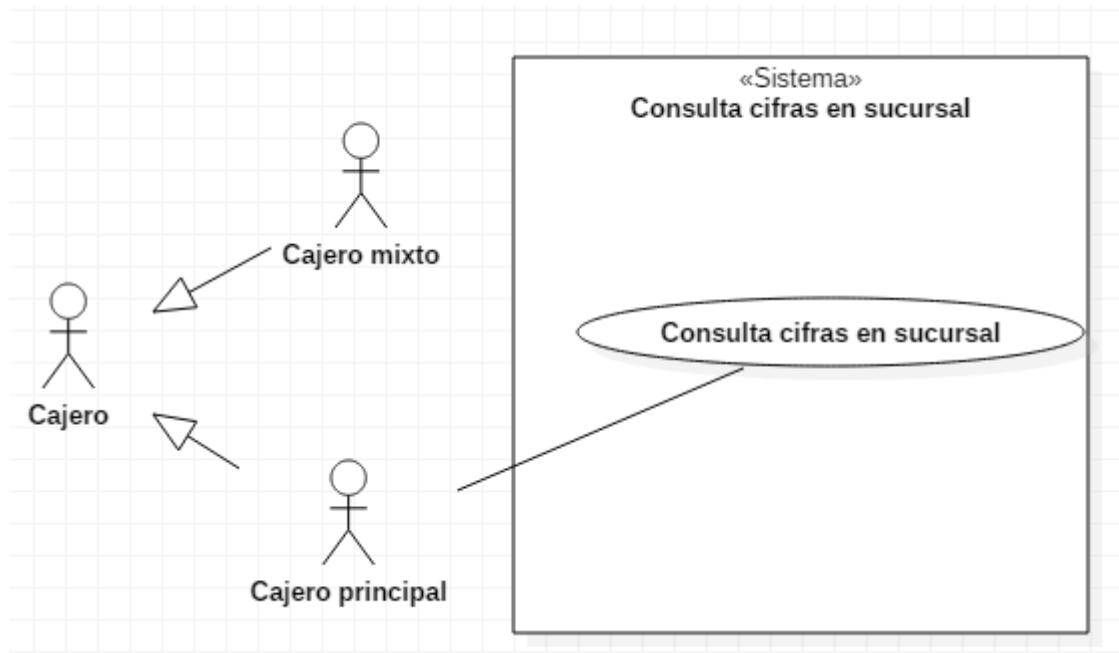 «Sistema»
Consulta cifras en sucursal
Cajero mixto
Consulta cifras en sucursal
Cajero
Cajero principal